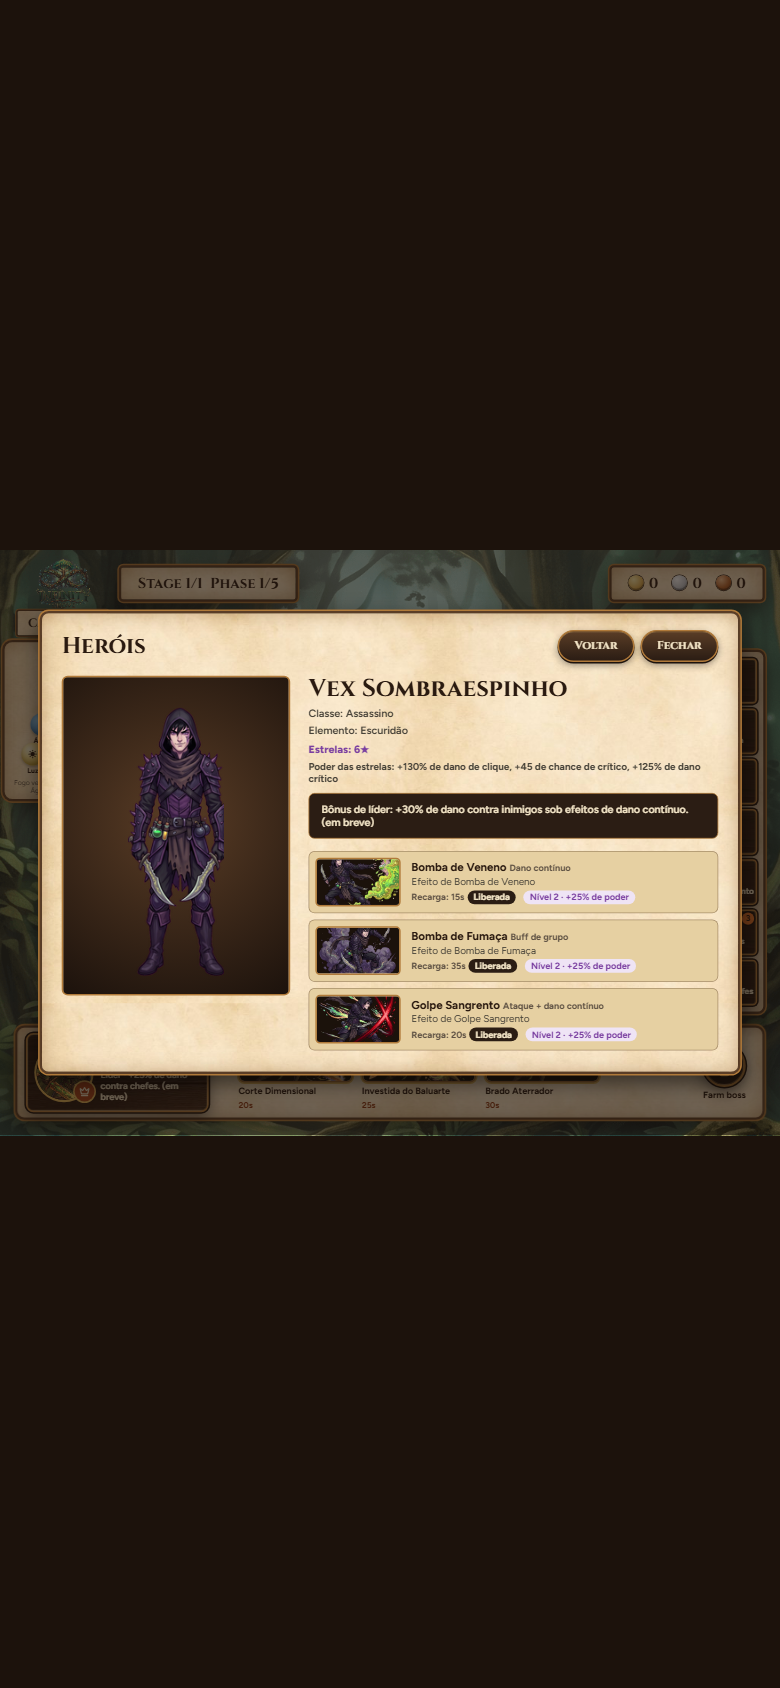 STAGE 1/1 PHASE 1/5
0 0 0
HERÓIS
VOLTAR
FECHAR
VEX SOMBRAESPINHO
Classe: Assassino
Elemento: Escuridão
Estrelas: 6★
Poder das estrelas: +130% de dano de clique, +45 de chance de crítico, +125% de dano
crítico
Bônus de líder: +30% de dano contra inimigos sob efeitos de dano contínuo.
(em breve)
Bomba de Veneno Dano contínuo
Efeito de Bomba de Veneno
Recarga: 15s Liberada Nível 2 · +25% de poder
Bomba de Fumaça Buff de grupo
Efeito de Bomba de Fumaça
Recarga: 35s Liberada Nível 2 · +25% de poder
Golpe Sangrento Ataque + dano contínuo
Efeito de Golpe Sangrento
Recarga: 20s Liberada Nível 2 · +25% de poder
3
contra chefes. (em
breve)
Corte Dimensional
20s
Investida do Baluarte
25s
Brado Aterrador
30s
Farm boss